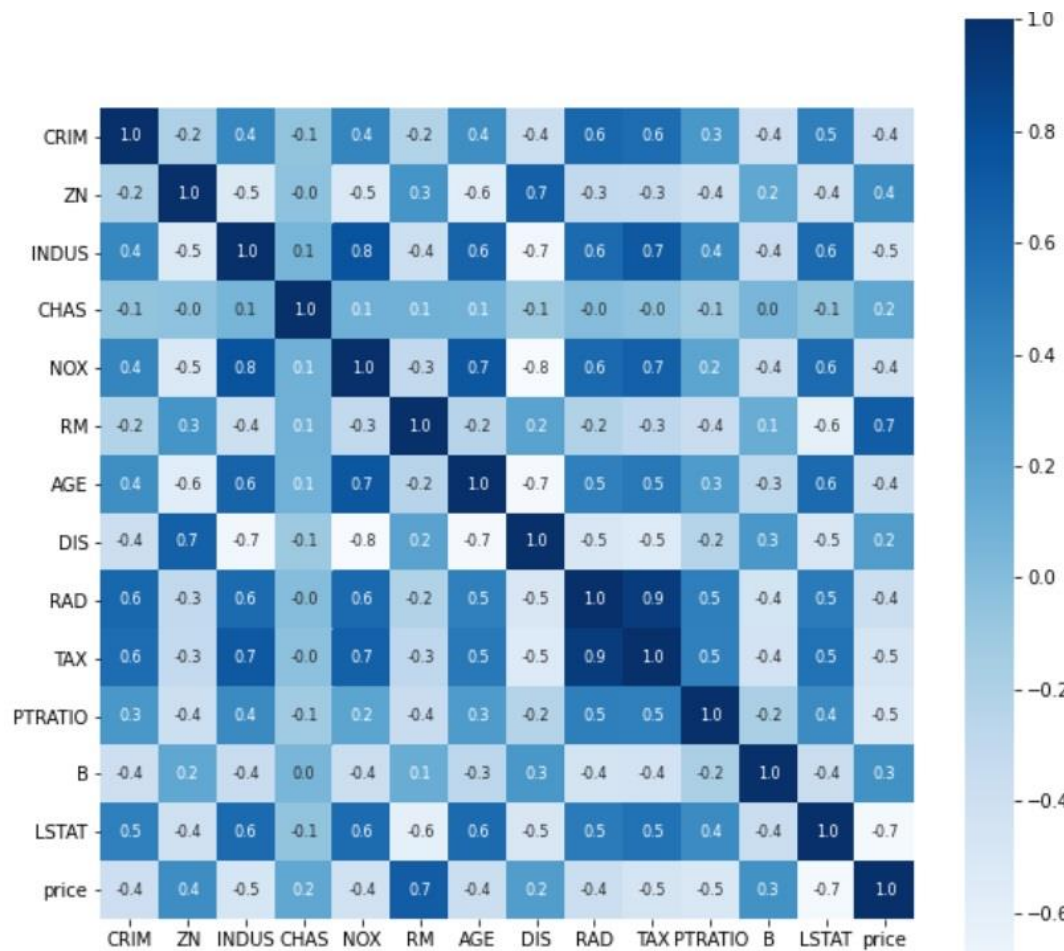 1.0
CRIM 1.0 -0.2 0.4 -0.1 0.4 -0.2 0.4 -0.4 0.6 0.6 0.3 -0.4 0.5 -0.4
0.8
ZN -0.2 1.0 -0.5 -0.0 -0.5 0.3 -0.6 0.7 -0.3 -0.3 -0.4 0.2 -0.4 0.4
INDUS 0.4 -0.5 1.0 0.1 0.8 -0.4 0.6 -0.7 0.6 0.7 0.4 -0.4 0.6 -0.5
0.6
CHAS -0.1 -0.0 0.1 1.0 0.1 0.1 0.1 -0.1 -0.0 -0.0 -0.1 0.0 -0.1 0.2
NOX 0.4 -0.5 0.8 0.1 1.0 -0.3 0.7 -0.8 0.6 0.7 0.2 -0.4 0.6 -0.4
0.4
RM -0.2 0.3 -0.4 0.1 -0.3 1.0 -0.2 0.2 -0.2 -0.3 -0.4 0.1 -0.6 0.7
0.2
AGE 0.4 -0.6 0.6 0.1 0.7 -0.2 1.0 -0.7 0.5 0.5 0.3 -0.3 0.6 -0.4
DIS -0.4 0.7 -0.7 -0.1 -0.8 0.2 -0.7 1.0 -0.5 -0.5 -0.2 0.3 -0.5 0.2
0.0
RAD 0.6 -0.3 0.6 -0.0 0.6 -0.2 0.5 -0.5 1.0 0.9 0.5 -0.4 0.5 -0.4
TAX 0.6 -0.3 0.7 -0.0 0.7 -0.3 0.5 -0.5 0.9 1.0 0.5 -0.4 0.5 -0.5
−0.2
PTRATIO 0.3 -0.4 0.4 -0.1 0.2 -0.4 0.3 -0.2 0.5 0.5 1.0 -0.2 0.4 -0.5
B -0.4 0.2 -0.4 0.0 -0.4 0.1 -0.3 0.3 -0.4 -0.4 -0.2 1.0 -0.4 0.3
−0.4
LSTAT 0.5 -0.4 0.6 -0.1 0.6 -0.6 0.6 -0.5 0.5 0.5 0.4 -0.4 1.0 -0.7
price -0.4 0.4 -0.5 0.2 -0.4 0.7 -0.4 0.2 -0.4 -0.5 -0.5 0.3 -0.7 1.0
−0.6
CRIM ZN INDUS CHAS NOX RM AGE DIS RAD TAX PTRATIO B LSTAT price